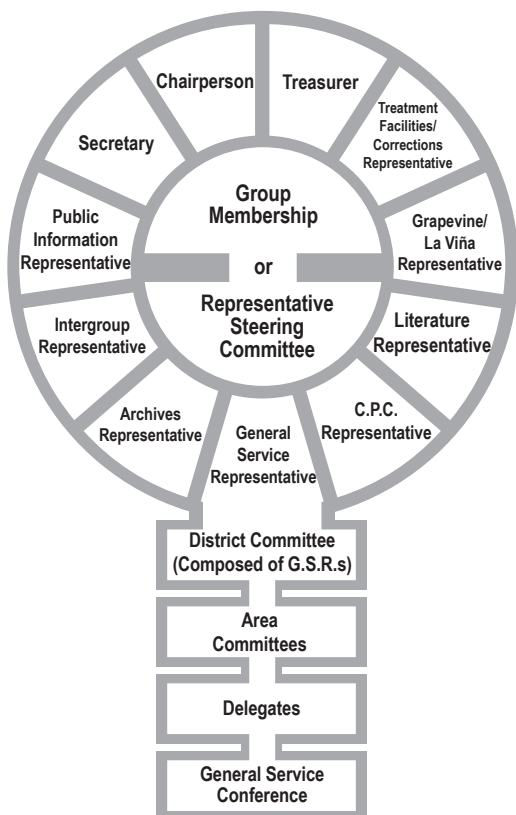 Chairperson
Treasurer
Treatment
Facilities/
Corrections
Representative
Grapevine/
La Viña
Representative
Literature
Representative
C.P.C.
Representative
General
Service
Representative
Archives
Representative
Intergroup
Representative
Public
Information
Representative
Secretary
Group
Membership
or
Representative
Steering
Committee
District Committee
(Composed of G.S.R.s)
Area
Committees
Delegates
General Service
Conference